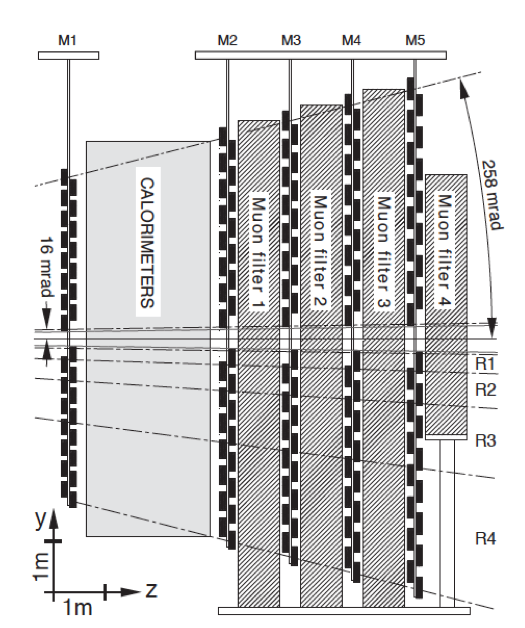 M1
M2
M3
M4
M5
CALORIMETERS
Muon filter 1
Muon filter 2
Muon filter 3
Muon filter 4
258 mrad
16 mrad
R1
R2
R3
R4
y
1m
1m
z